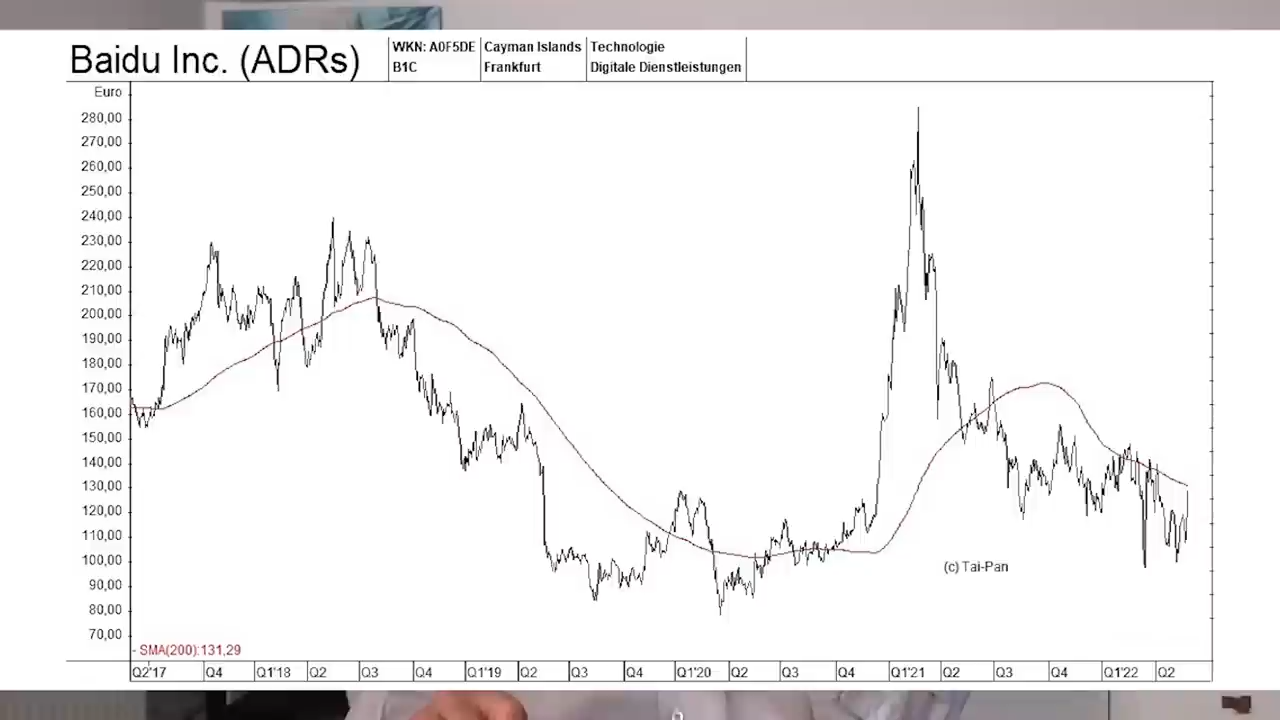 Baidu Inc. (ADRs)
WKN: A0F5DE
B1C
Cayman Islands
Frankfurt
Technologie
Digitale Dienstleistungen
Euro
280,00
270,00
260,00
250,00
240,00
230,00
220,00
210,00
200,00
190,00
180,00
170,00
160,00
150,00
140,00
130,00
120,00
110,00
100,00
90,00
80,00
70,00
(c) Tai-Pan
- SMA(200):131,29
Q2'17 Q4 Q1'18 Q2 Q3 Q4 Q1'19 Q2 Q3 Q4 Q1'20 Q2 Q3 Q4 Q1'21 Q2 Q3 Q4 Q1'22 Q2